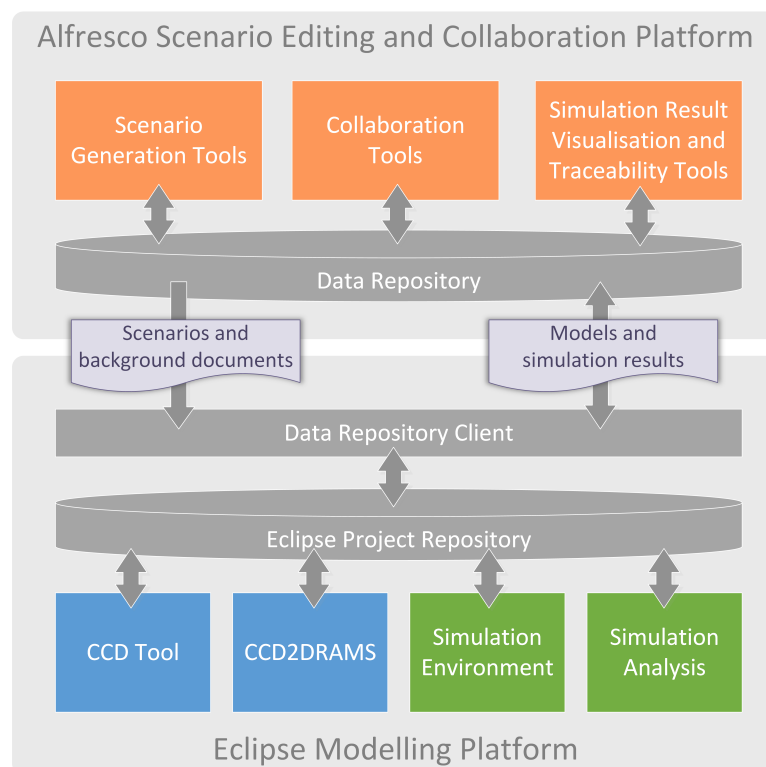 Alfresco Scenario Editing and Collaboration Platform
Scenario
Generation Tools
Collaboration
Tools
Simulation Result
Visualisation and
Traceability Tools
Data Repository
Scenarios and
background documents
Models and
simulation results
Data Repository Client
Eclipse Project Repository
CCD Tool
CCD2DRAMS
Simulation
Environment
Simulation
Analysis
Eclipse Modelling Platform